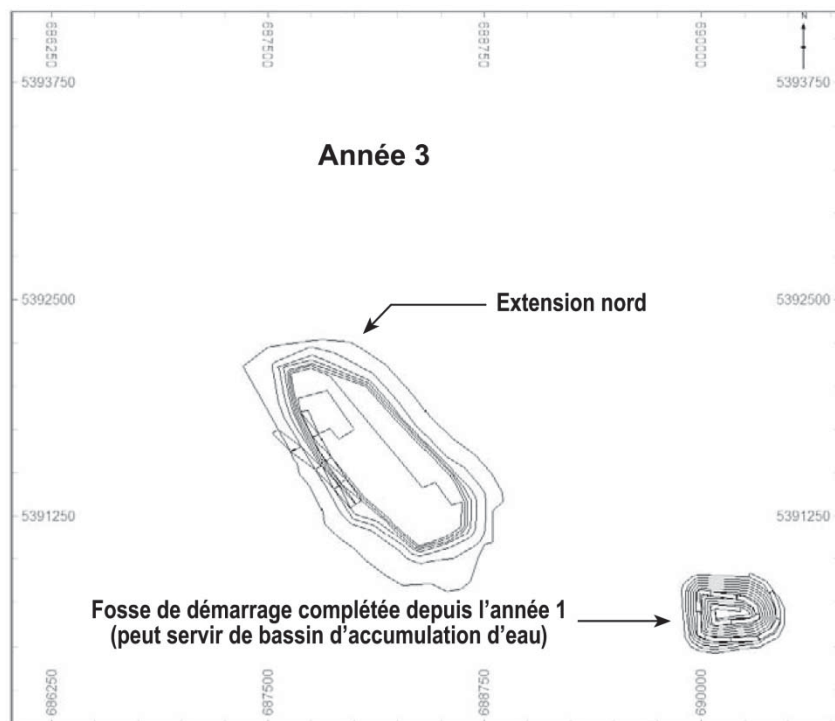 686250
687500
688750
690000
N
5393750
5393750
Année 3
5392500
Extension nord
5392500
5391250
5391250
Fosse de démarrage complétée depuis l'année 1
(peut servir de bassin d'accumulation d'eau)
686250
687500
688750
690000